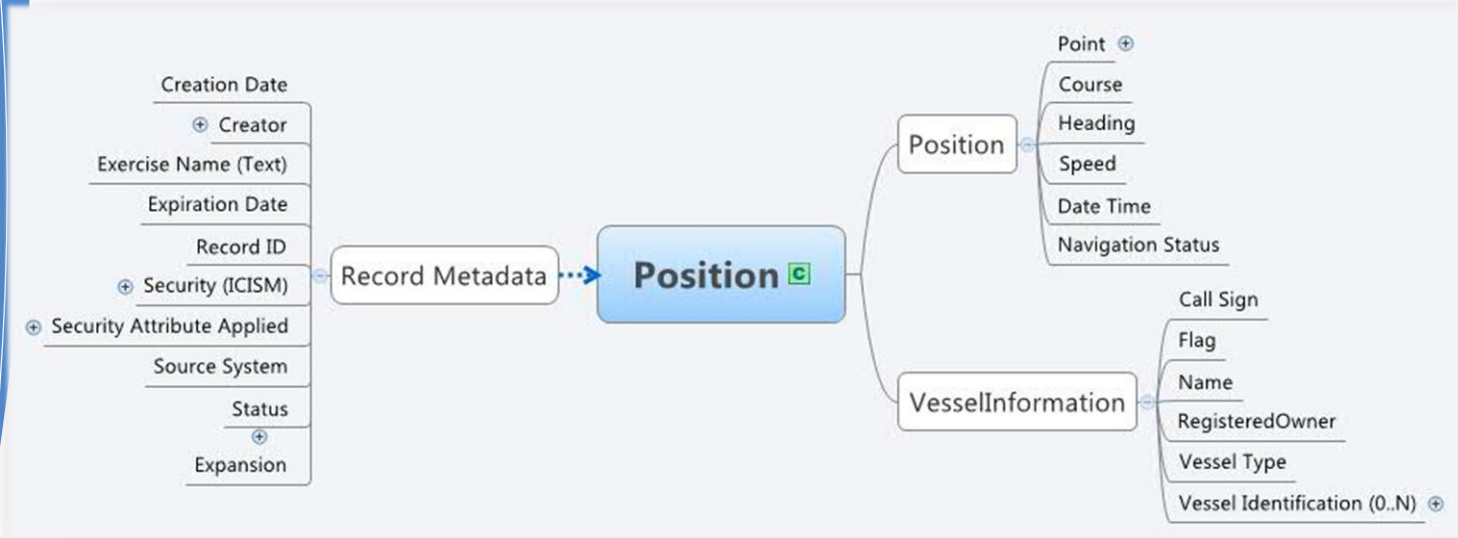 Creation Date
Creator
Exercise Name (Text)
Expiration Date
Record ID
Security (ICISM)
Security Attribute Applied
Source System
Status
Expansion
Record Metadata
Position C
Position
Point
Course
Heading
Speed
Date Time
Navigation Status
VesselInformation
Call Sign
Flag
Name
RegisteredOwner
Vessel Type
Vessel Identification (0..N)